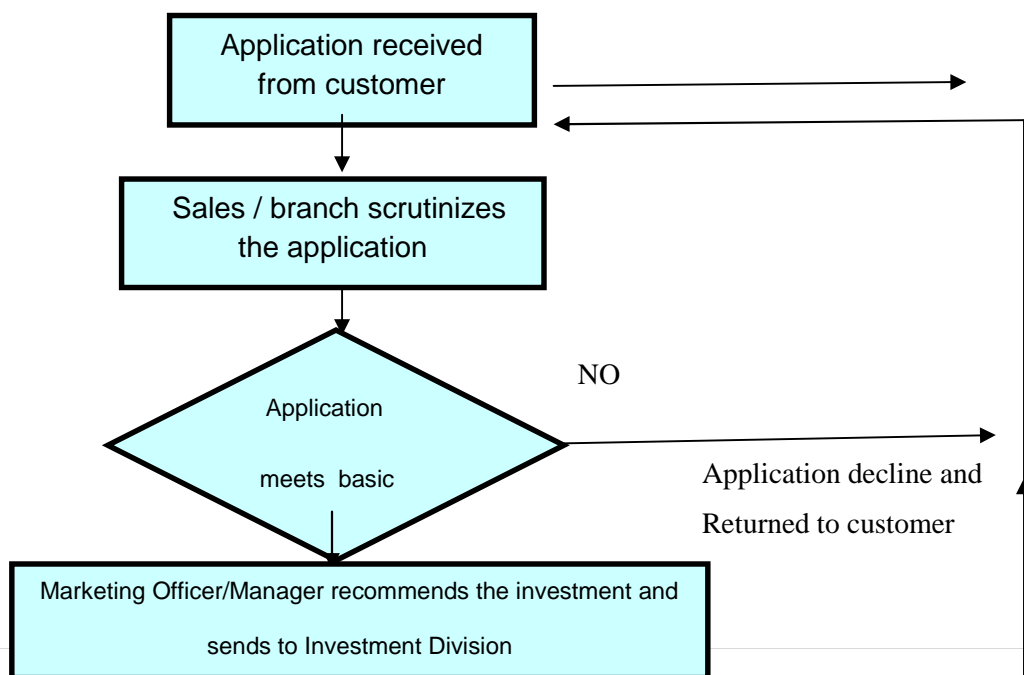 Application received
from customer
Sales / branch scrutinizes
the application
NO
Application
meets basic
Application decline and
Returned to customer
Marketing Officer/Manager recommends the investment and
sends to Investment Division